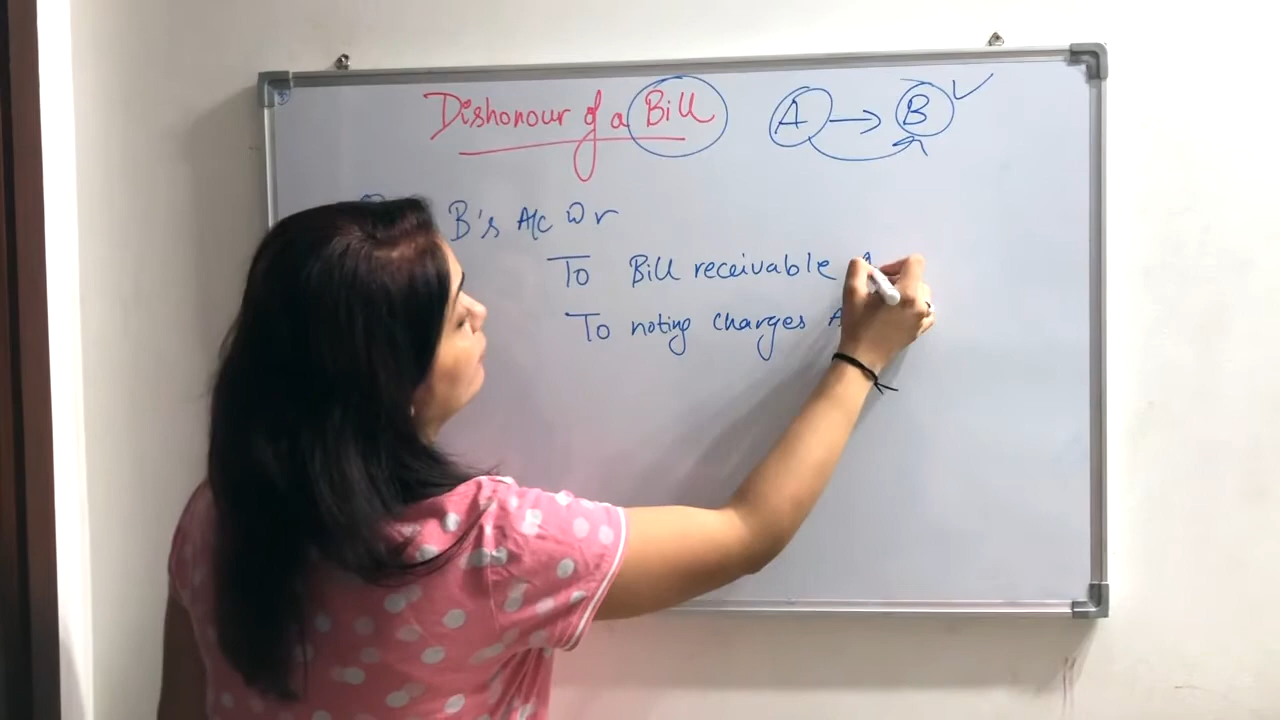 Dishonour of a Bill
A → B ✓
B's A/c Dr
To Bill receivable A
To noting charges A